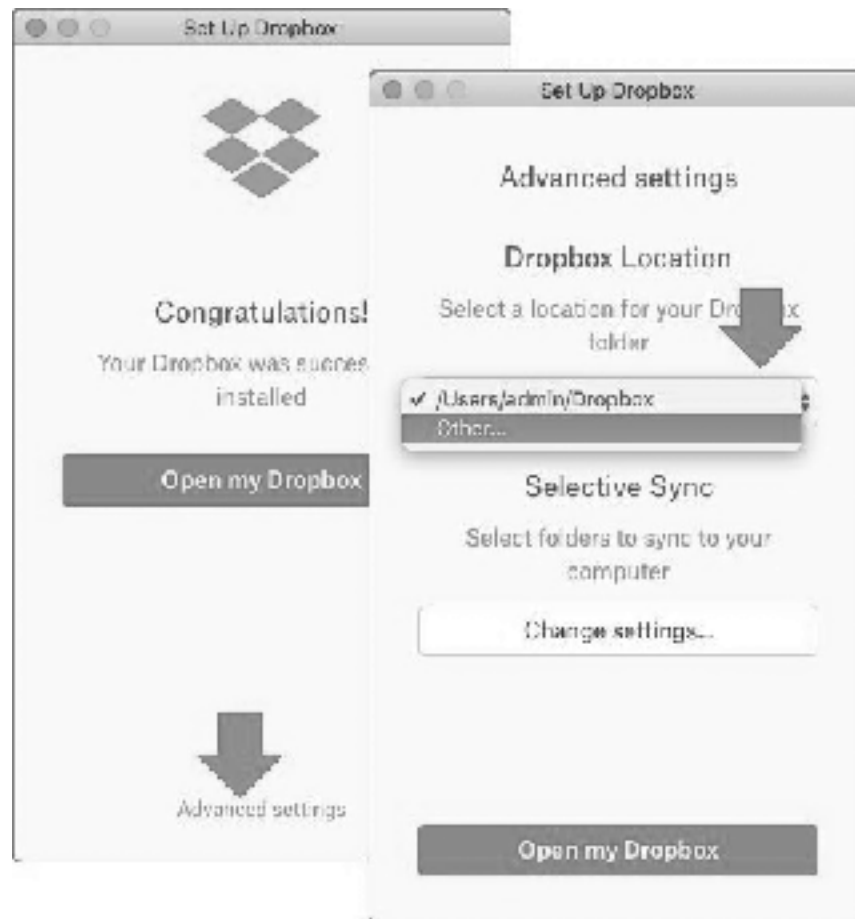 Set Up Dropbox
Congratulations!
Your Dropbox was
installed
Open my Dropbox
Advanced settings
Set Up Dropbox
Advanced settings
Dropbox Location
Select a location for your
folder
✓ /Users/admin/Dropbox
Other...
Selective Sync
Select folders to sync to your
computer
Change settings...
Open my Dropbox